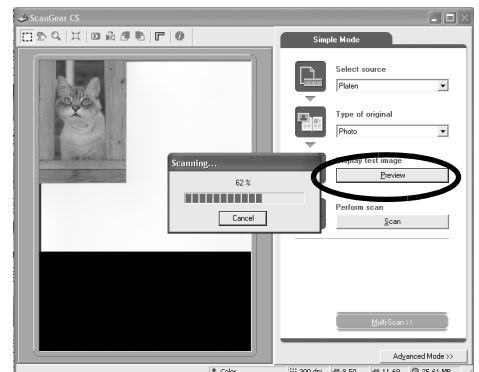 ScanGear CS
Simple Mode
Select source
Platen
Type of original
Photo
Display test image
Preview
Scanning...
62 %
Cancel
Perform scan
Scan
Multi-Scan >>
Advanced Mode >>
Color
300 dpi
8.50
11.69
25.61 MB